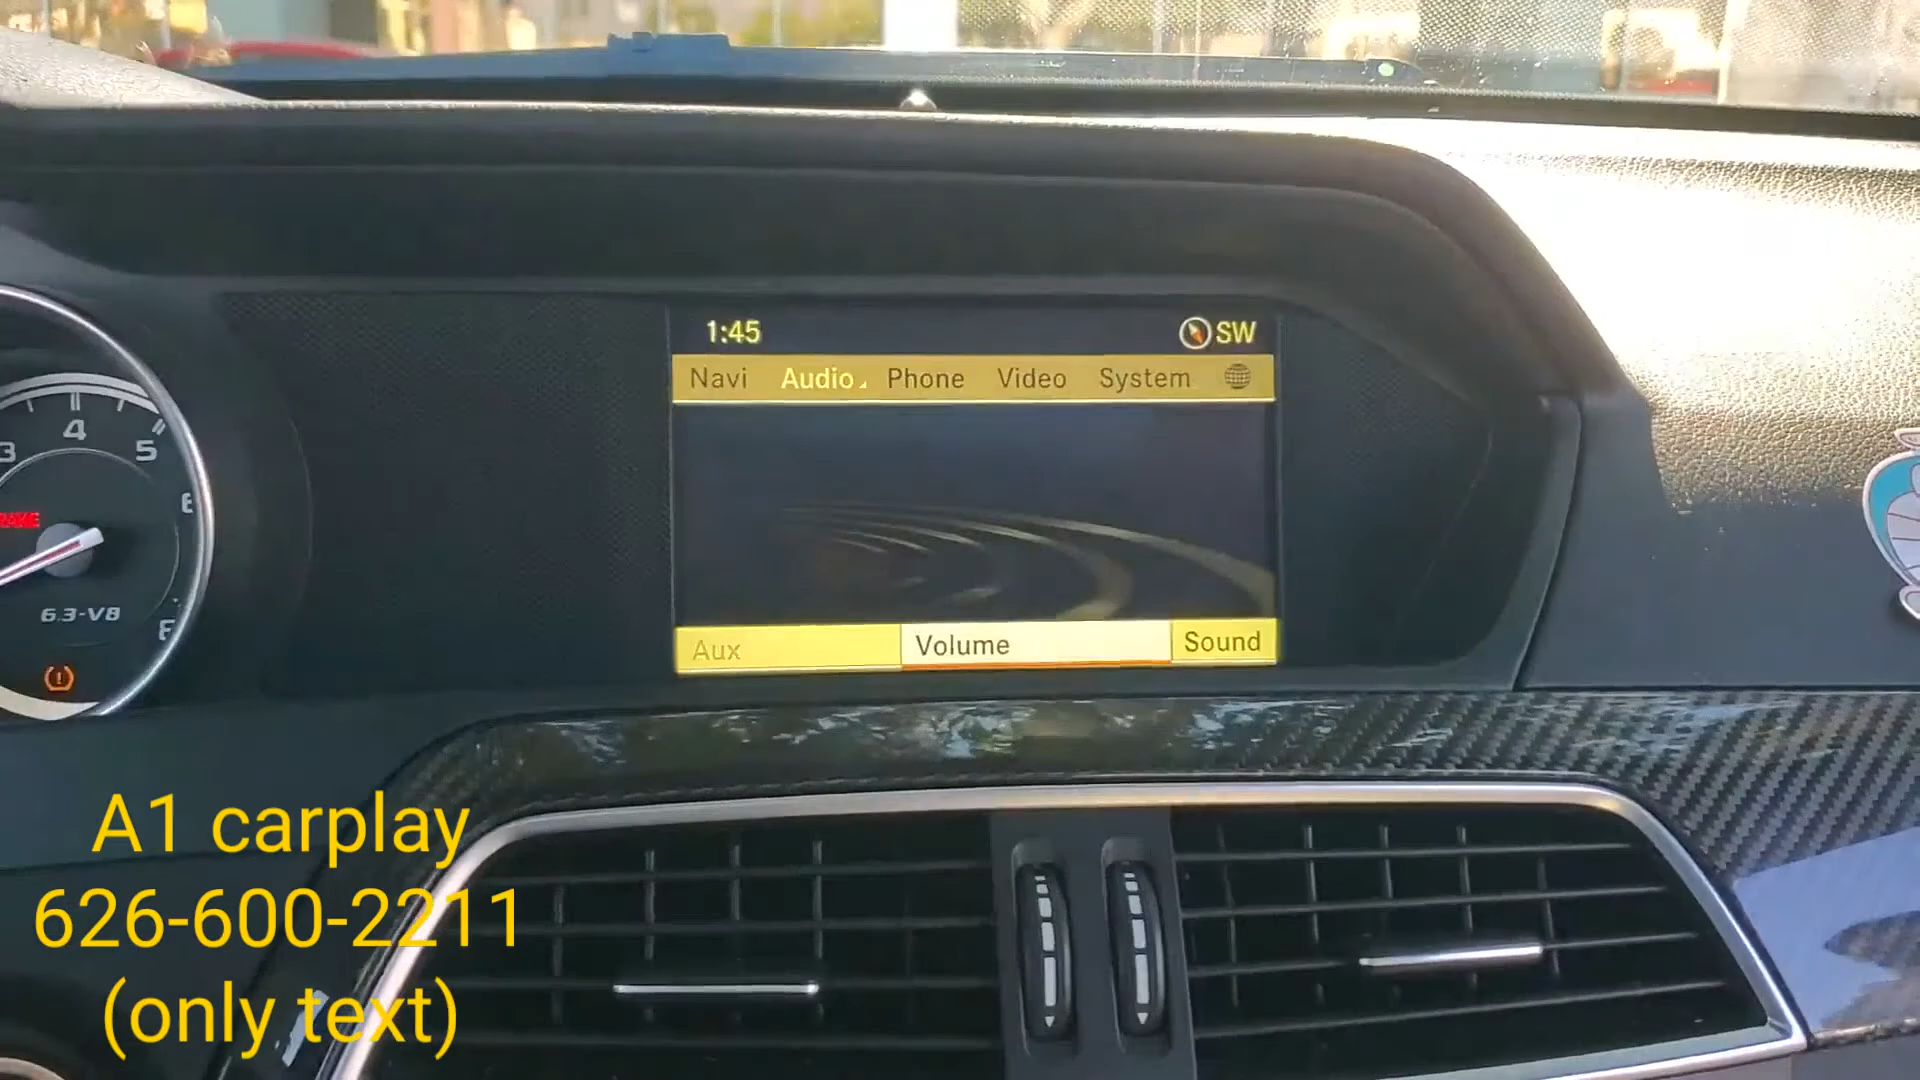 1:45
SW
Navi Audio Phone Video System
3 4 5
E
6.3-V8
F
Aux Volume Sound
A1 carplay
626-600-2211
(only text)